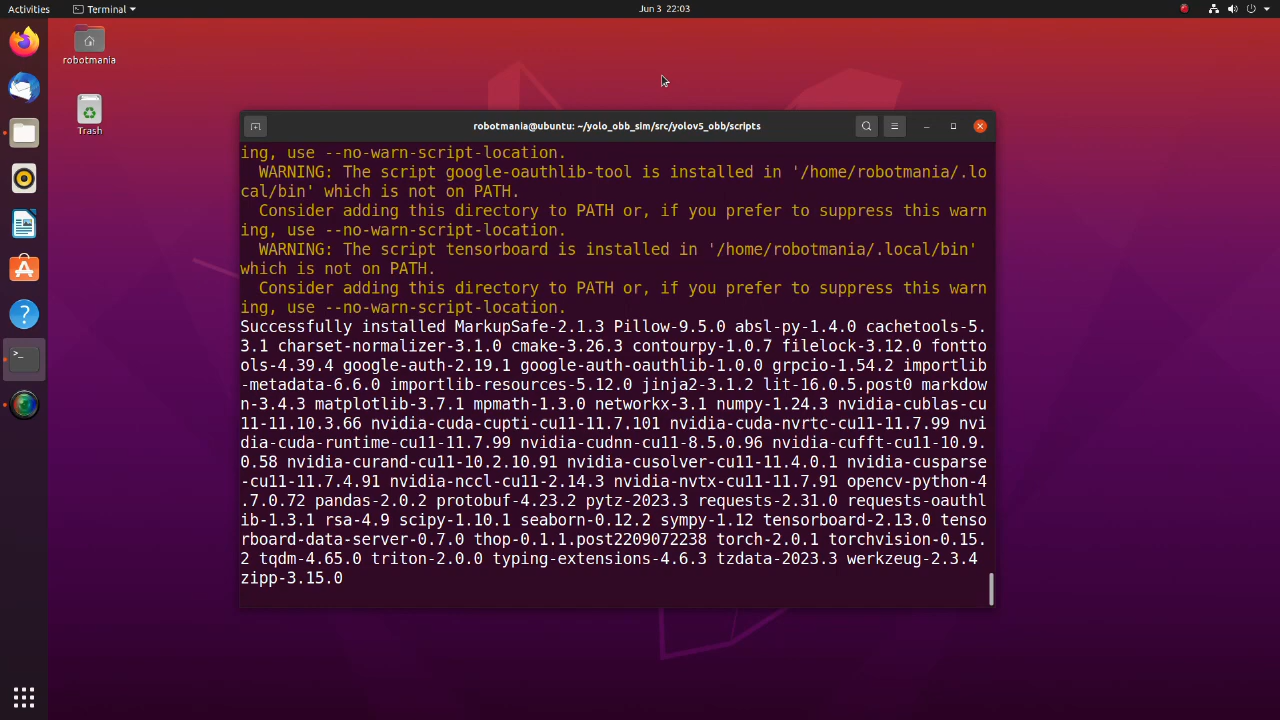 Activities
Terminal
Jun 3 22:03
robotmania
Trash
robotmania@ubuntu: ~/yolo_obb_sim/src/yolov5_obb/scripts
ing, use --no-warn-script-location.
WARNING: The script google-oauthlib-tool is installed in '/home/robotmania/.lo
cal/bin' which is not on PATH.
Consider adding this directory to PATH or, if you prefer to suppress this warn
ing, use --no-warn-script-location.
WARNING: The script tensorboard is installed in '/home/robotmania/.local/bin'
which is not on PATH.
Consider adding this directory to PATH or, if you prefer to suppress this warn
ing, use --no-warn-script-location.
Successfully installed MarkupSafe-2.1.3 Pillow-9.5.0 absl-py-1.4.0 cachetools-5.
3.1 charset-normalizer-3.1.0 cmake-3.26.3 contourpy-1.0.7 filelock-3.12.0 fontto
ols-4.39.4 google-auth-2.19.1 google-auth-oauthlib-1.0.0 grpcio-1.54.2 importlib
-metadata-6.6.0 importlib-resources-5.12.0 jinja2-3.1.2 lit-16.0.5.post0 markdow
n-3.4.3 matplotlib-3.7.1 mpmath-1.3.0 networkx-3.1 numpy-1.24.3 nvidia-cublas-cu
11-11.10.3.66 nvidia-cuda-cupti-cu11-11.7.101 nvidia-cuda-nvrtc-cu11-11.7.99 nvi
dia-cuda-runtime-cu11-11.7.99 nvidia-cudnn-cu11-8.5.0.96 nvidia-cufft-cu11-10.9.
0.58 nvidia-curand-cu11-10.2.10.91 nvidia-cusolver-cu11-11.4.0.1 nvidia-cusparse
-cu11-11.7.4.91 nvidia-nccl-cu11-2.14.3 nvidia-nvtx-cu11-11.7.91 opencv-python-4
.7.0.72 pandas-2.0.2 protobuf-4.23.2 pytz-2023.3 requests-2.31.0 requests-oauthl
ib-1.3.1 rsa-4.9 scipy-1.10.1 seaborn-0.12.2 sympy-1.12 tensorboard-2.13.0 tenso
rboard-data-server-0.7.0 thop-0.1.1.post2209072238 torch-2.0.1 torchvision-0.15.
2 tqdm-4.65.0 triton-2.0.0 typing-extensions-4.6.3 tzdata-2023.3 werkzeug-2.3.4
zipp-3.15.0